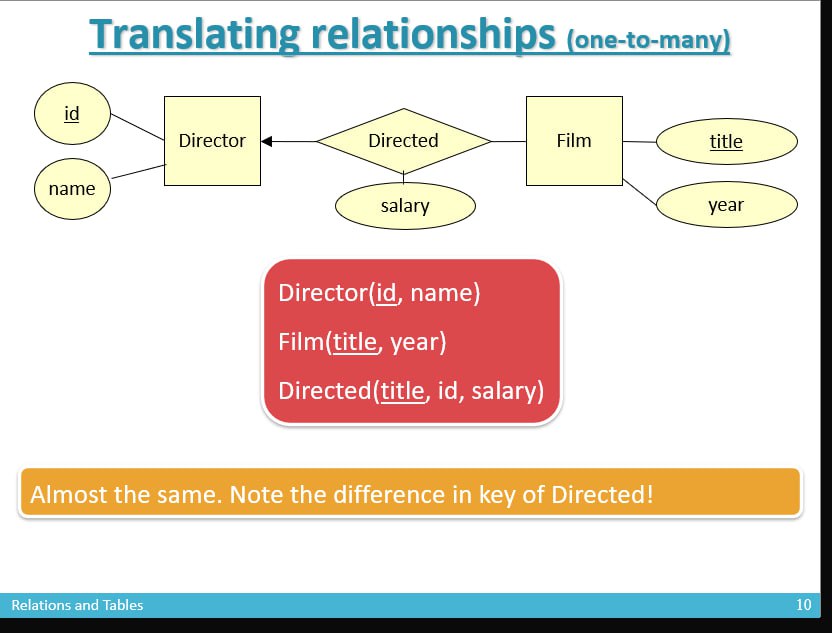 Translating relationships (one-to-many)
id
name
Director
Directed
salary
Film
title
year
Director(id, name)
Film(title, year)
Directed(title, id, salary)
Almost the same. Note the difference in key of Directed!
Relations and Tables
10